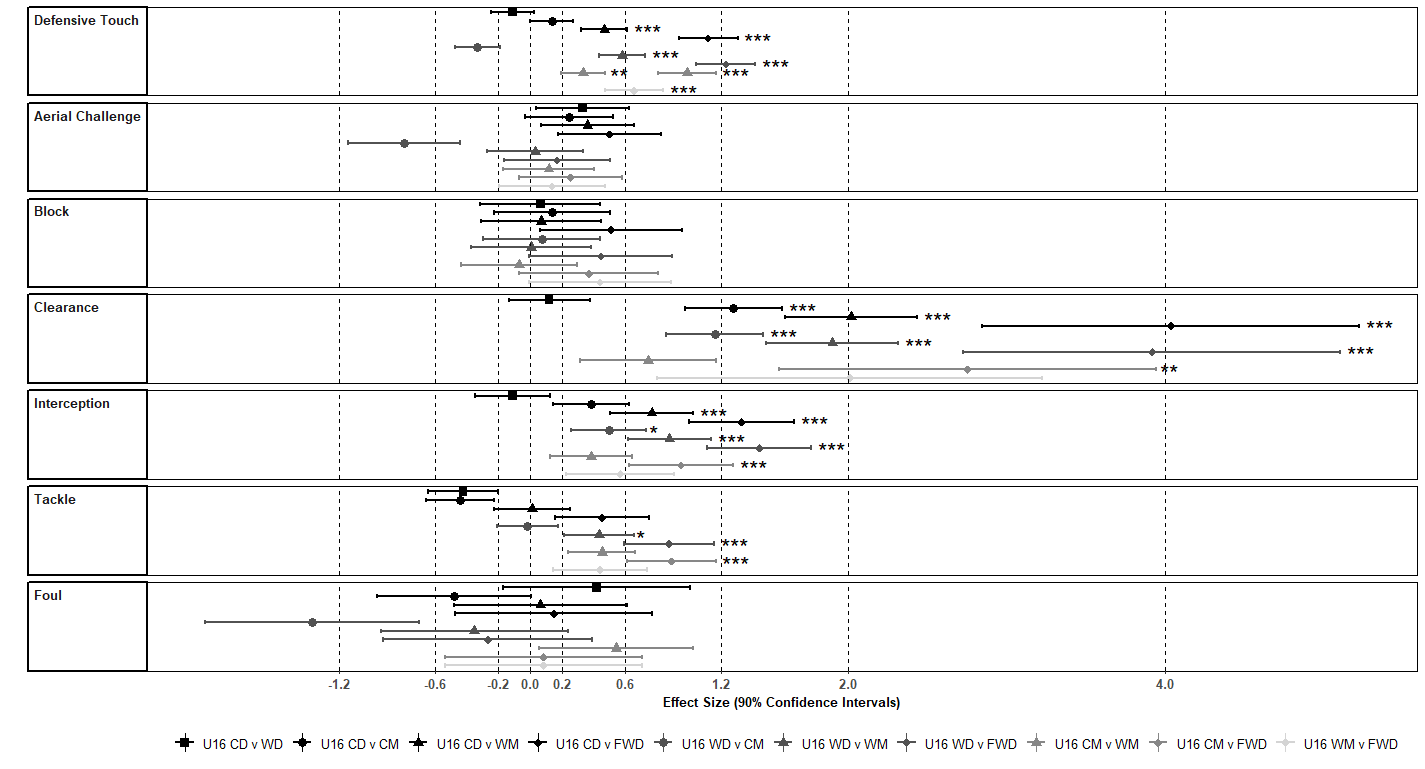 Defensive Touch
***
***
***
***
** ***
***
Aerial Challenge
Block
Clearance
***
***
***
***
***
***
**
Interception
***
***
*
***
***
***
Tackle
*
***
***
Foul
-1.2 -0.6 -0.2 0.0 0.2 0.6 1.2 2.0 4.0
Effect Size (90% Confidence Intervals)
U16 CD v WD U16 CD v CM U16 CD v WM U16 CD v FWD U16 WD v CM U16 WD v WM U16 WD v FWD U16 CM v WM U16 CM v FWD U16 WM v FWD